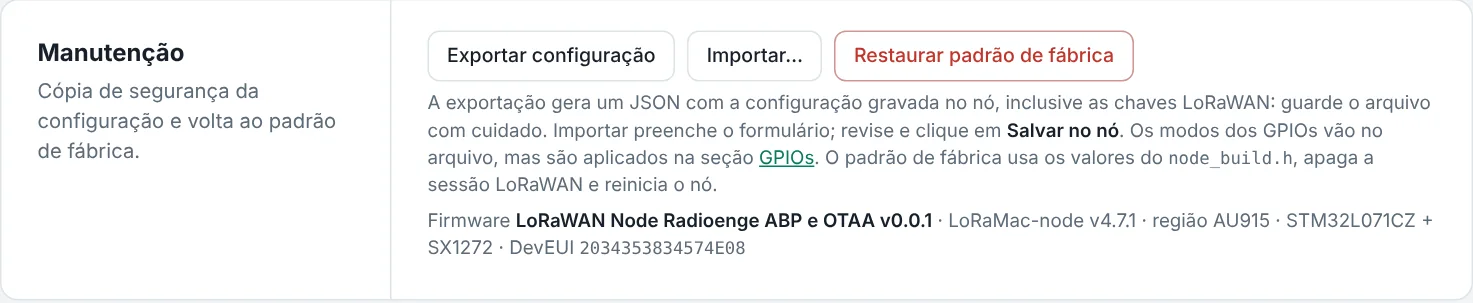 Manutenção
Cópia de segurança da
configuração e volta ao padrão
de fábrica.
Exportar configuração
Importar...
Restaurar padrão de fábrica
A exportação gera um JSON com a configuração gravada no nó, inclusive as chaves LoRaWAN: guarde o arquivo
com cuidado. Importar preenche o formulário; revise e clique em Salvar no nó. Os modos dos GPIOs vão no
arquivo, mas são aplicados na seção GPIOs. O padrão de fábrica usa os valores do node_build.h, apaga a
sessão LoRaWAN e reinicia o nó.
Firmware LoRaWAN Node Radioenge ABP e OTAA v0.0.1 · LoRaMac-node v4.7.1 · região AU915 · STM32L071CZ +
SX1272 · DevEUI 2034353834574E08